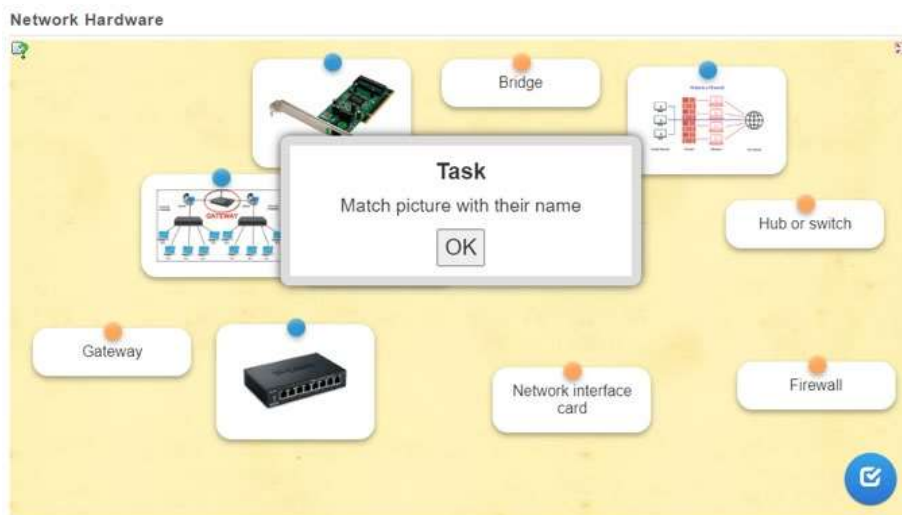 Network Hardware
Bridge
Task
Match picture with their name
OK
GATEWAY
Hub or switch
Gateway
Network interface
card
Firewall